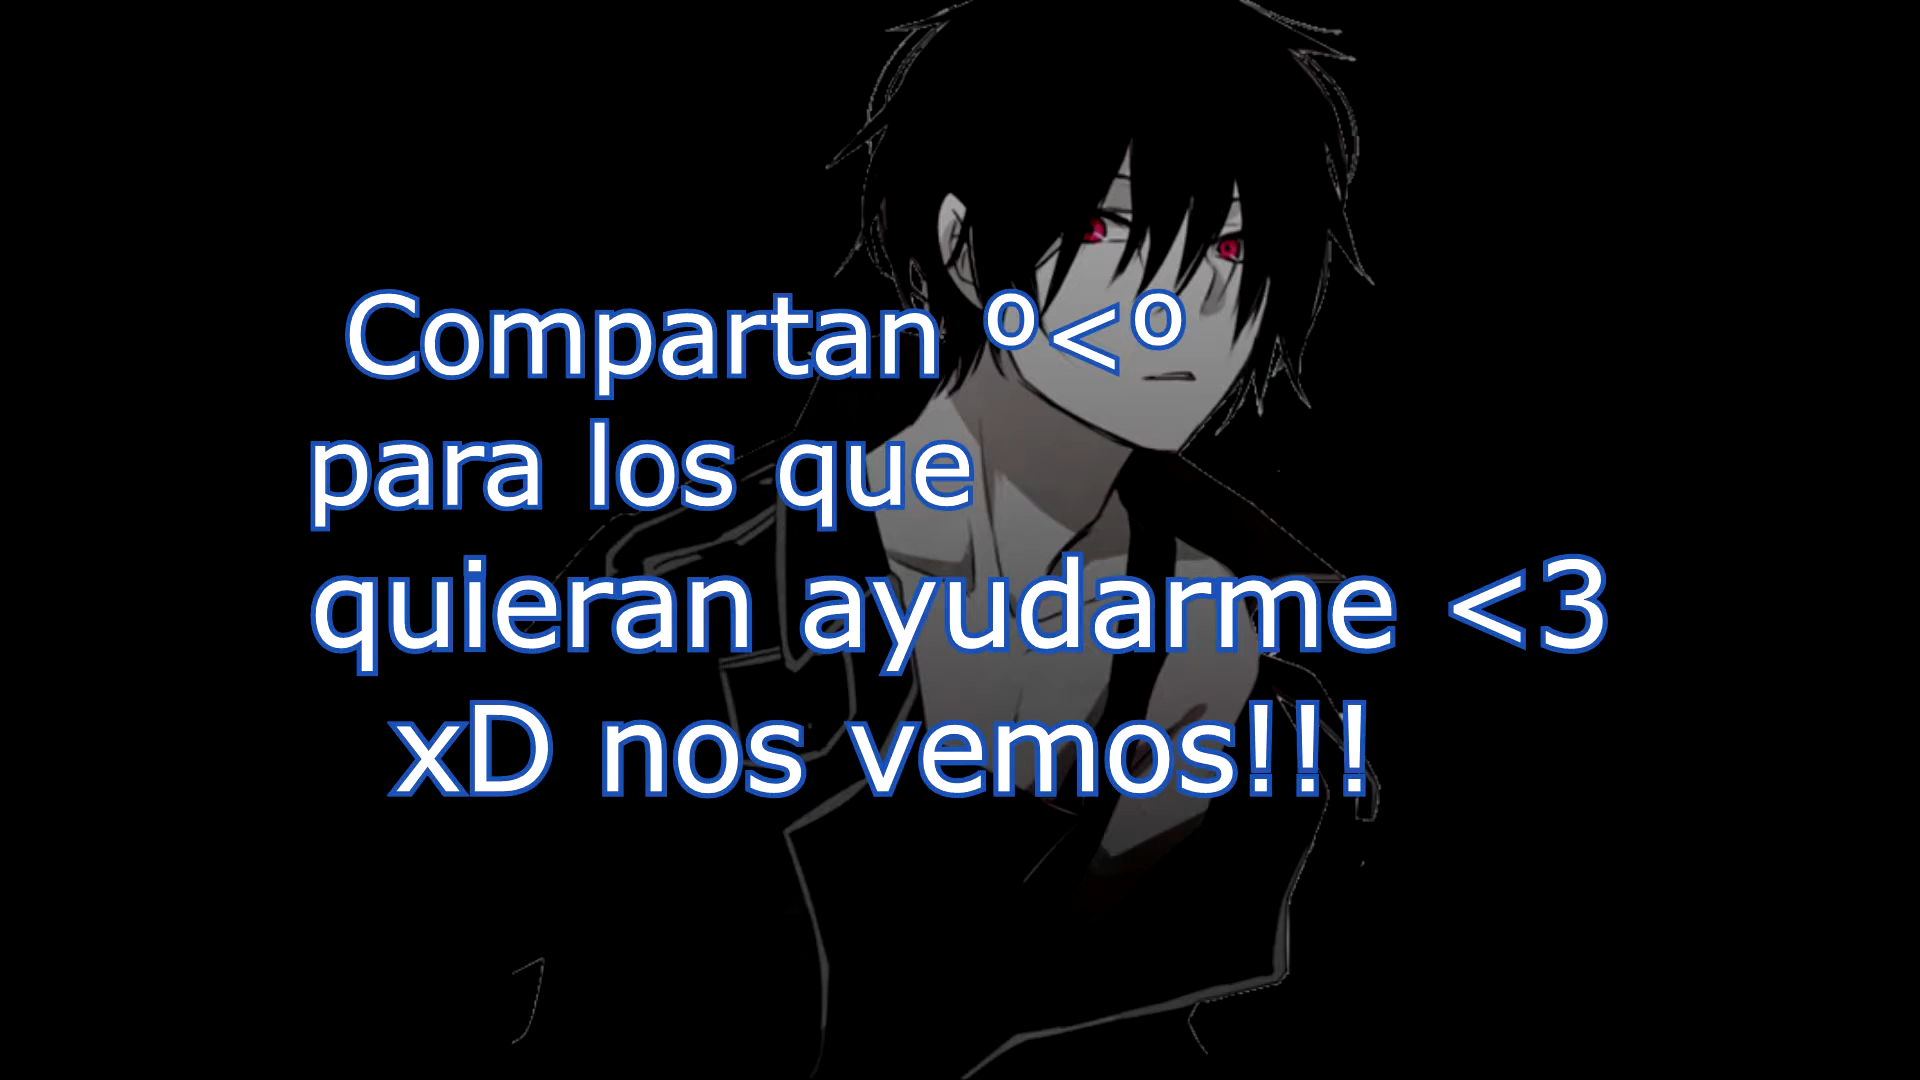 Compartan º<º
para los que
quieran ayudarme <3
xD nos vemos!!!